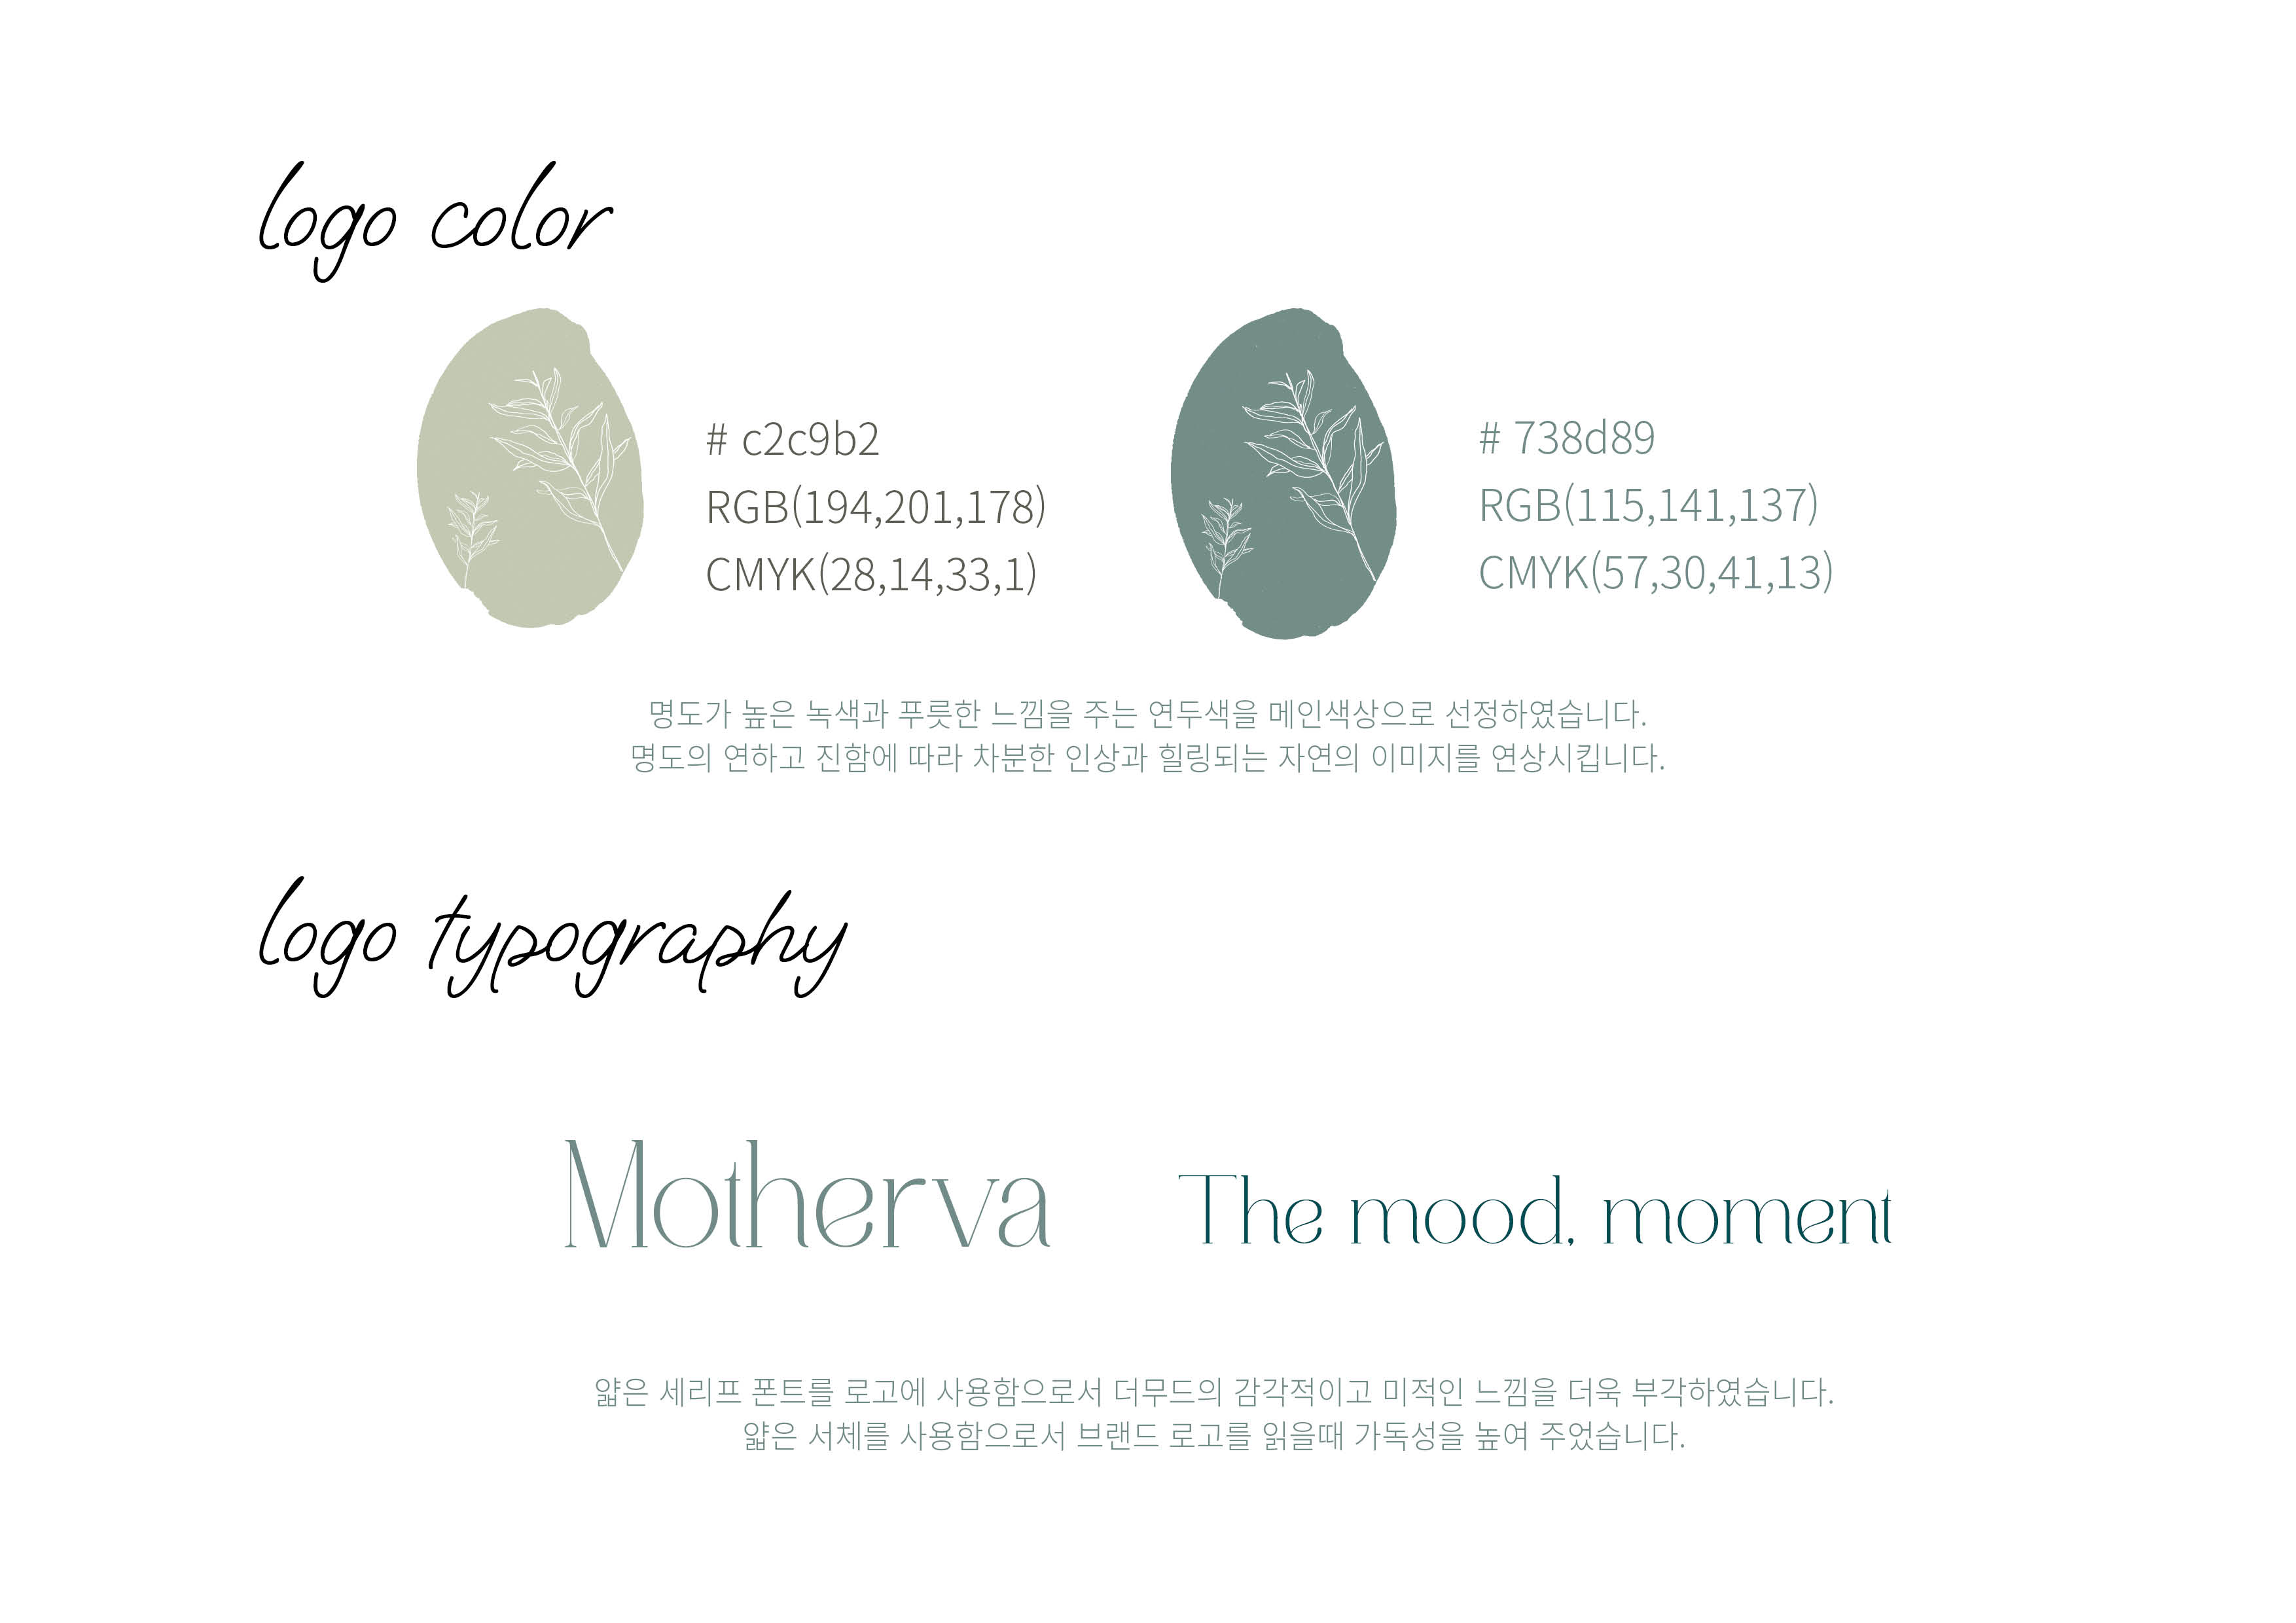 logo color
# c2c9b2
RGB(194,201,178)
CMYK(28,14,33,1)
# 738d89
RGB(115,141,137)
CMYK(57,30,41,13)
명도가 높은 녹색과 푸릇한 느낌을 주는 연두색을 메인색상으로 선정하였습니다.
명도의 연하고 진함에 따라 차분한 인상과 힐링되는 자연의 이미지를 연상시킵니다.
logo typography
Motherva
The mood, moment
얇은 세리프 폰트를 로고에 사용함으로서 더무드의 감각적이고 미적인 느낌을 더욱 부각하였습니다.
얇은 서체를 사용함으로서 브랜드 로고를 읽을때 가독성을 높여 주었습니다.